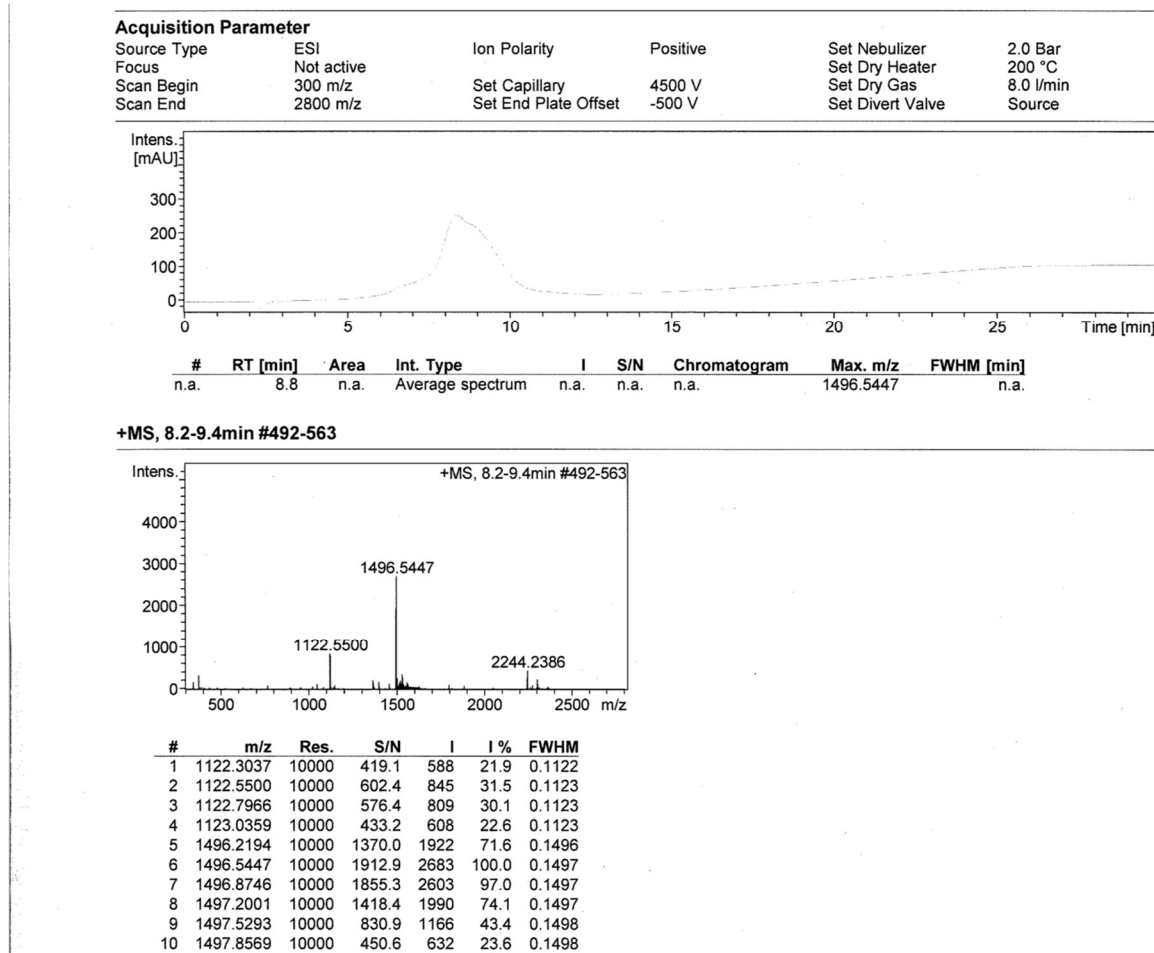 Acquisition Parameter
Source Type ESI Ion Polarity Positive Set Nebulizer 2.0 Bar
Focus Not active Set Dry Heater 200 °C
Scan Begin 300 m/z Set Capillary 4500 V Set Dry Gas 8.0 l/min
Scan End 2800 m/z Set End Plate Offset -500 V Set Divert Valve Source
Intens.
[mAU]
300
200
100
0
0 5 10 15 20 25 Time [min]
# RT [min] Area Int. Type I S/N Chromatogram Max. m/z FWHM [min]
n.a. 8.8 n.a. Average spectrum n.a. n.a. n.a. 1496.5447 n.a.
+MS, 8.2-9.4min #492-563
Intens.
+MS, 8.2-9.4min #492-563
4000
3000
1496.5447
2000
1000
1122.5500
2244.2386
0
500 1000 1500 2000 2500 m/z
# m/z Res. S/N I I % FWHM
1 1122.3037 10000 419.1 588 21.9 0.1122
2 1122.5500 10000 602.4 845 31.5 0.1123
3 1122.7966 10000 576.4 809 30.1 0.1123
4 1123.0359 10000 433.2 608 22.6 0.1123
5 1496.2194 10000 1370.0 1922 71.6 0.1496
6 1496.5447 10000 1912.9 2683 100.0 0.1497
7 1496.8746 10000 1855.3 2603 97.0 0.1497
8 1497.2001 10000 1418.4 1990 74.1 0.1497
9 1497.5293 10000 830.9 1166 43.4 0.1498
10 1497.8569 10000 450.6 632 23.6 0.1498